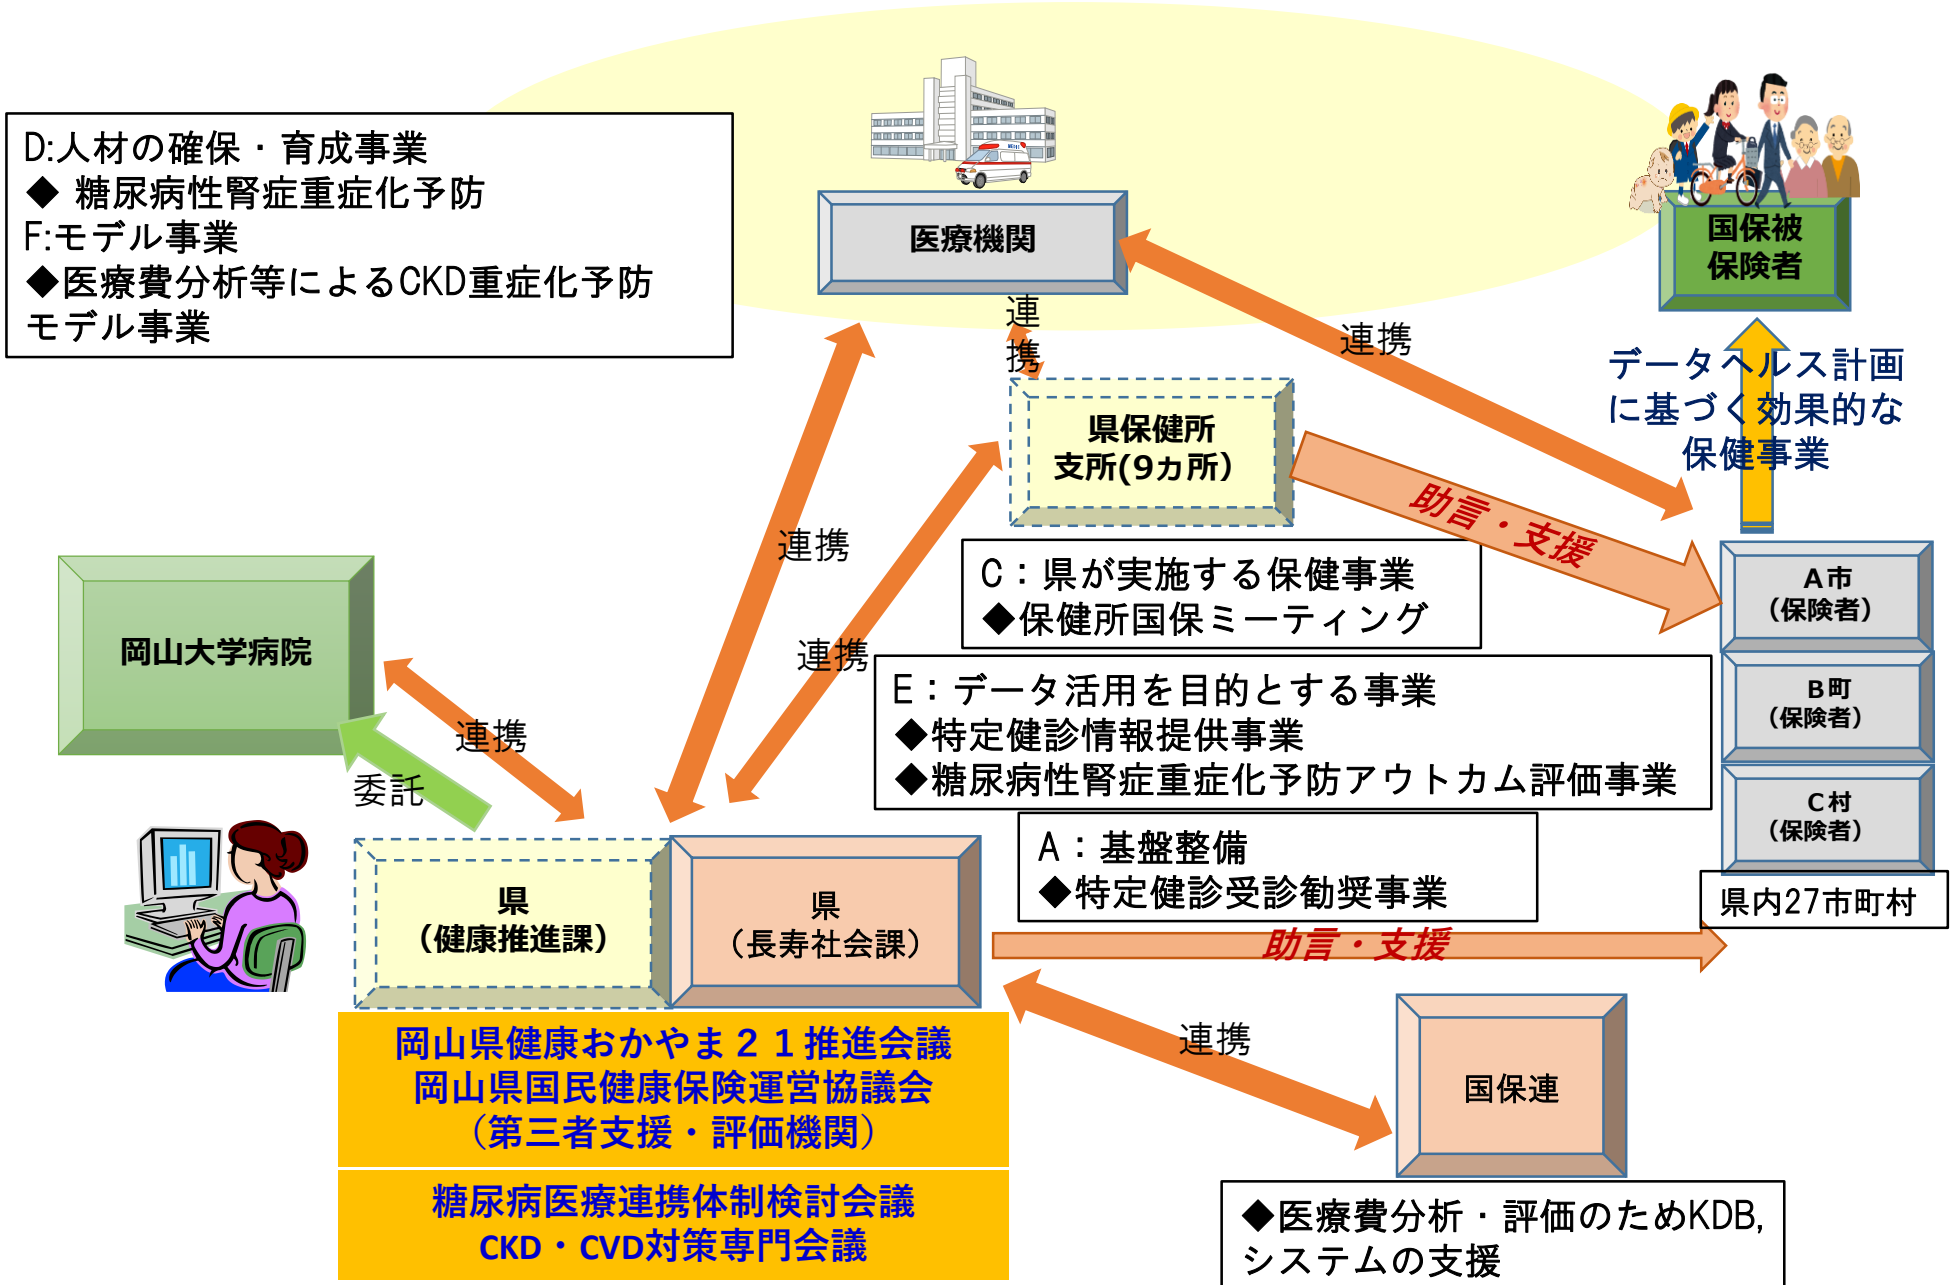 D:人材の確保・育成事業
◆ 糖尿病性腎症重症化予防
F:モデル事業
◆医療費分析等によるCKD重症化予防
モデル事業
医療機関
国保被
保険者
連
携
連携
データヘルス計画
に基づく効果的な
保健事業
県保健所
支所(9ヵ所）
助言・支援
連携
C：県が実施する保健事業
◆保健所国保ミーティング
A市
（保険者）
岡山大学病院
連携
E：データ活用を目的とする事業
◆特定健診情報提供事業
◆糖尿病性腎症重症化予防アウトカム評価事業
B町
（保険者）
連携
委託
C村
（保険者）
A：基盤整備
◆特定健診受診勧奨事業
県内27市町村
県
（健康推進課）
県
（長寿社会課）
助言・支援
岡山県健康おかやま２１推進会議
岡山県国民健康保険運営協議会
（第三者支援・評価機関）
連携
国保連
糖尿病医療連携体制検討会議
CKD・CVD対策専門会議
◆医療費分析・評価のためKDB,
システムの支援